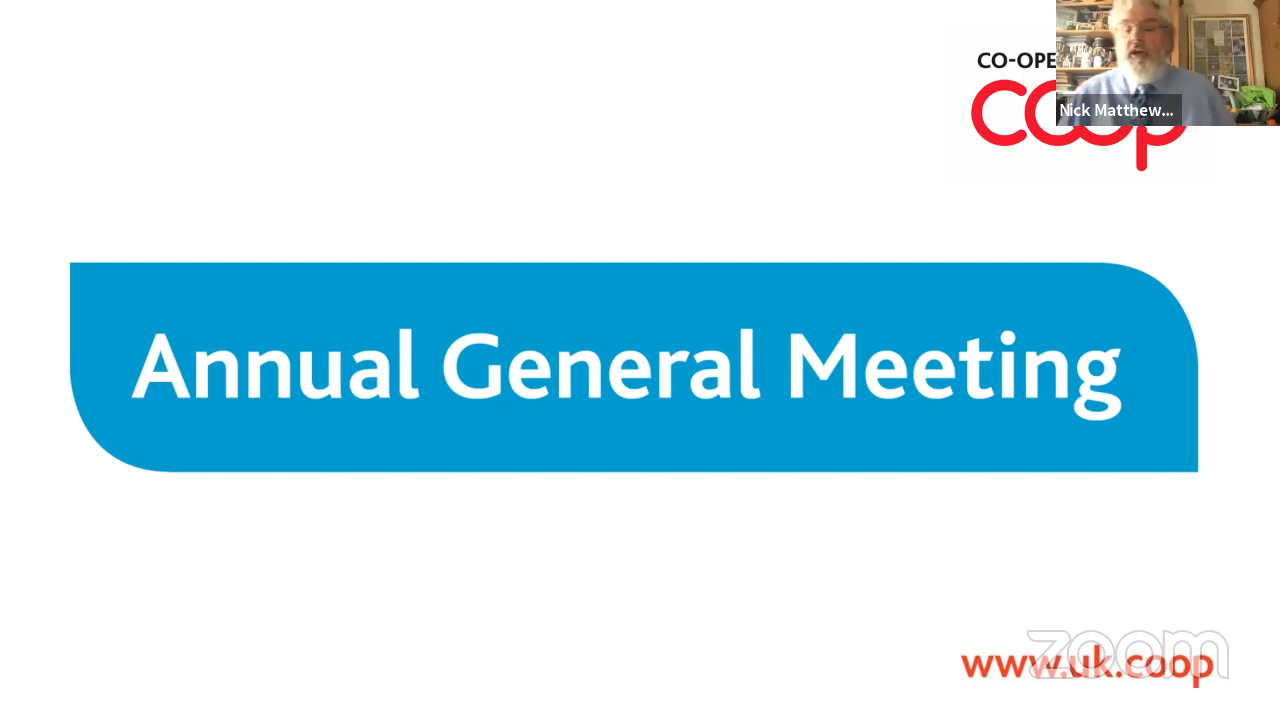 CO-OPE
coop
Nick Matthew...
Annual General Meeting
www.uk.coop
zoom